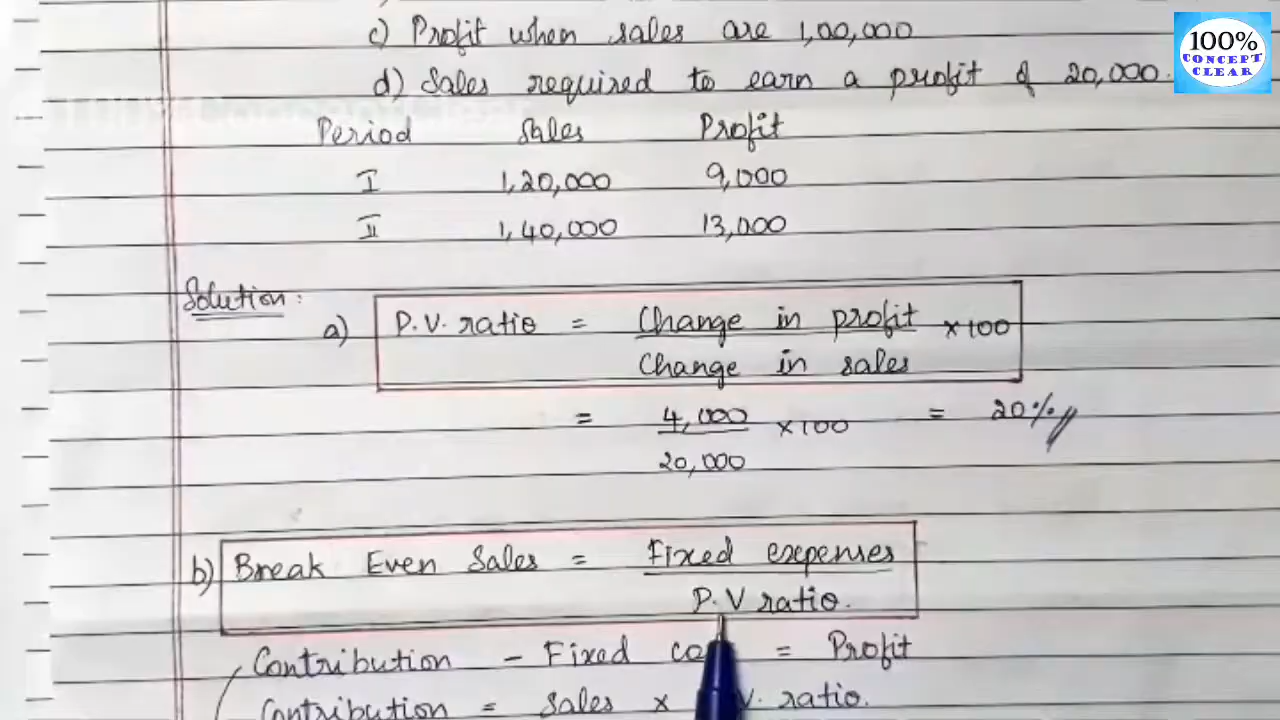 c) Profit when sales are 1,00,000
d) Sales required to earn a profit of 20,000.
100%
CONCEPT
CLEAR
Period Sales Profit
I 1,20,000 9,000
II 1,40,000 13,000
Solution:
a) P.V. ratio = Change in profit × 100
Change in sales
= 4,000 ×100 = 20%
20,000
b) Break Even Sales = Fixed expenses
P.V ratio.
Contribution - Fixed = Profit
Contribution = Sales × V. ratio.